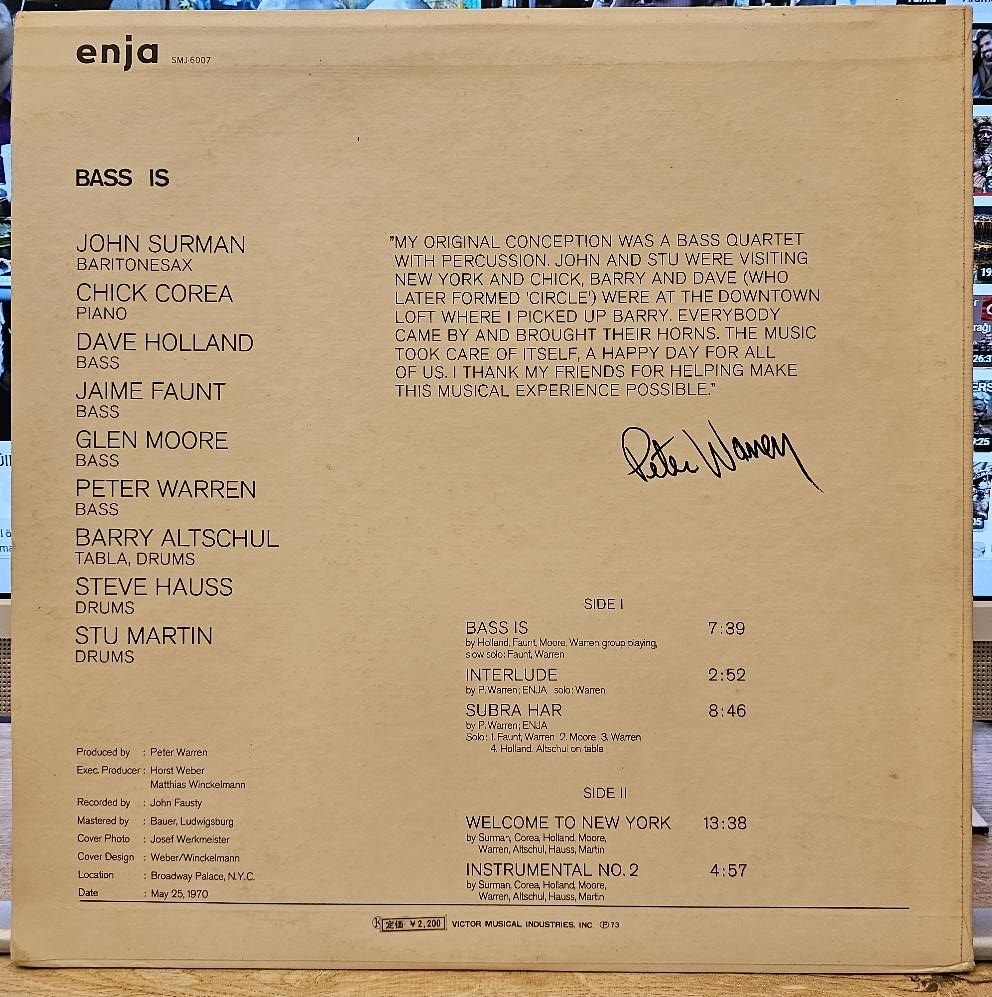 enja SMJ-6007
BASS IS
JOHN SURMAN
BARITONESAX
CHICK COREA
PIANO
DAVE HOLLAND
BASS
JAIME FAUNT
BASS
GLEN MOORE
BASS
PETER WARREN
BASS
BARRY ALTSCHUL
TABLA, DRUMS
STEVE HAUSS
DRUMS
STU MARTIN
DRUMS
"MY ORIGINAL CONCEPTION WAS A BASS QUARTET
WITH PERCUSSION. JOHN AND STU WERE VISITING
NEW YORK AND CHICK, BARRY AND DAVE (WHO
LATER FORMED 'CIRCLE') WERE AT THE DOWNTOWN
LOFT WHERE I PICKED UP BARRY. EVERYBODY
CAME BY AND BROUGHT THEIR HORNS. THE MUSIC
TOOK CARE OF ITSELF, A HAPPY DAY FOR ALL
OF US. I THANK MY FRIENDS FOR HELPING MAKE
THIS MUSICAL EXPERIENCE POSSIBLE."
Peter Warren
SIDE I
BASS IS 7:39
by Holland, Faunt, Moore, Warren group playing,
slow solo: Faunt, Warren
INTERLUDE 2:52
by P. Warren; ENJA solo: Warren
SUBRA HAR 8:46
by P. Warren; ENJA
Solo: 1. Faunt, Warren 2. Moore 3. Warren
4. Holland. Altschul on tabla
SIDE II
WELCOME TO NEW YORK 13:38
by Surman, Corea, Holland, Moore,
Warren, Altschul, Hauss, Martin
INSTRUMENTAL NO. 2 4:57
by Surman, Corea, Holland, Moore,
Warren, Altschul, Hauss, Martin
Produced by : Peter Warren
Exec. Producer : Horst Weber
Matthias Winckelmann
Recorded by : John Fausty
Mastered by : Bauer, Ludwigsburg
Cover Photo : Josef Werkmeister
Cover Design : Weber/Winckelmann
Location : Broadway Palace, N.Y.C.
Date : May 25, 1970
定価 ¥2,200 VICTOR MUSICAL INDUSTRIES, INC. Ⓟ73